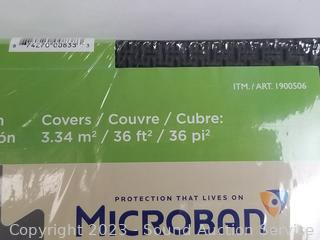 ITM. / ART. 1900506
Covers / Couvre / Cubre:
ón
3.34 m² / 36 ft² / 36 pi²
PROTECTION THAT LIVES ON
MICROBAN
Copyright 2023 - Sound Auction Service